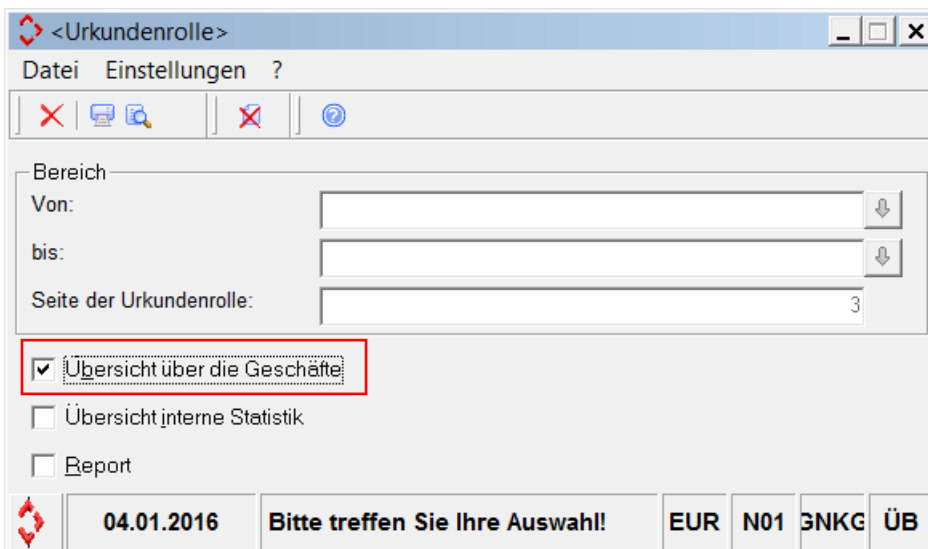 <Urkundenrolle>
Datei Einstellungen ?
Bereich
Von:
bis:
Seite der Urkundenrolle: 3
Übersicht über die Geschäfte
Übersicht interne Statistik
Report
04.01.2016 Bitte treffen Sie Ihre Auswahl! EUR N01 GNKG ÜB